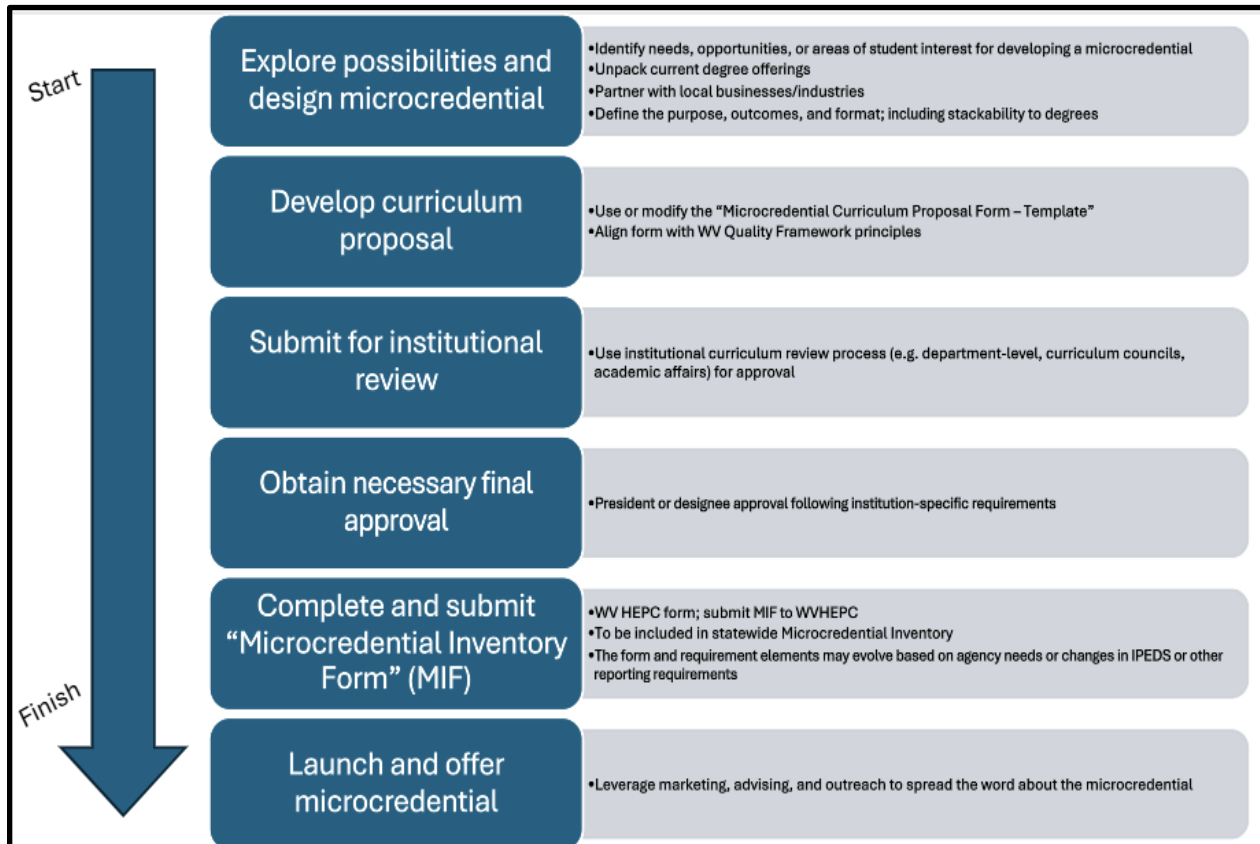 Start
Explore possibilities and
design microcredential
•Identify needs, opportunities, or areas of student interest for developing a microcredential
•Unpack current degree offerings
•Partner with local businesses/industries
•Define the purpose, outcomes, and format; including stackability to degrees
Develop curriculum
proposal
•Use or modify the “Microcredential Curriculum Proposal Form – Template”
•Align form with WV Quality Framework principles
Submit for institutional
review
•Use institutional curriculum review process (e.g. department-level, curriculum councils,
academic affairs) for approval
Obtain necessary final
approval
•President or designee approval following institution-specific requirements
Complete and submit
“Microcredential Inventory
Form” (MIF)
•WV HEPC form; submit MIF to WVHEPC
•To be included in statewide Microcredential Inventory
•The form and requirement elements may evolve based on agency needs or changes in IPEDS or other
reporting requirements
Finish
Launch and offer
microcredential
•Leverage marketing, advising, and outreach to spread the word about the microcredential